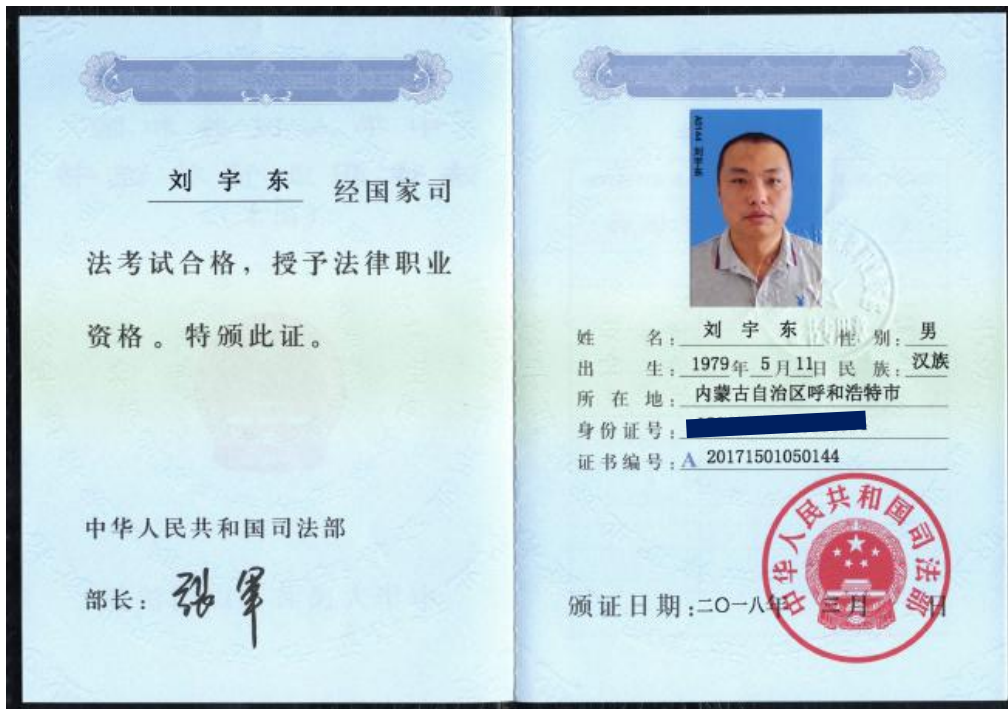 刘宇东 经国家司
法考试合格，授予法律职业
资格。特颁此证。
中华人民共和国司法部
部长：张军
A0144 刘宇东
姓名：刘宇东 性别：男
出生：1979年5月11日 民族：汉族
所在地：内蒙古自治区呼和浩特市
身份证号：
证书编号：A 20171501050144
中华人民共和国司法部
颁证日期：二〇一八年 三月 日